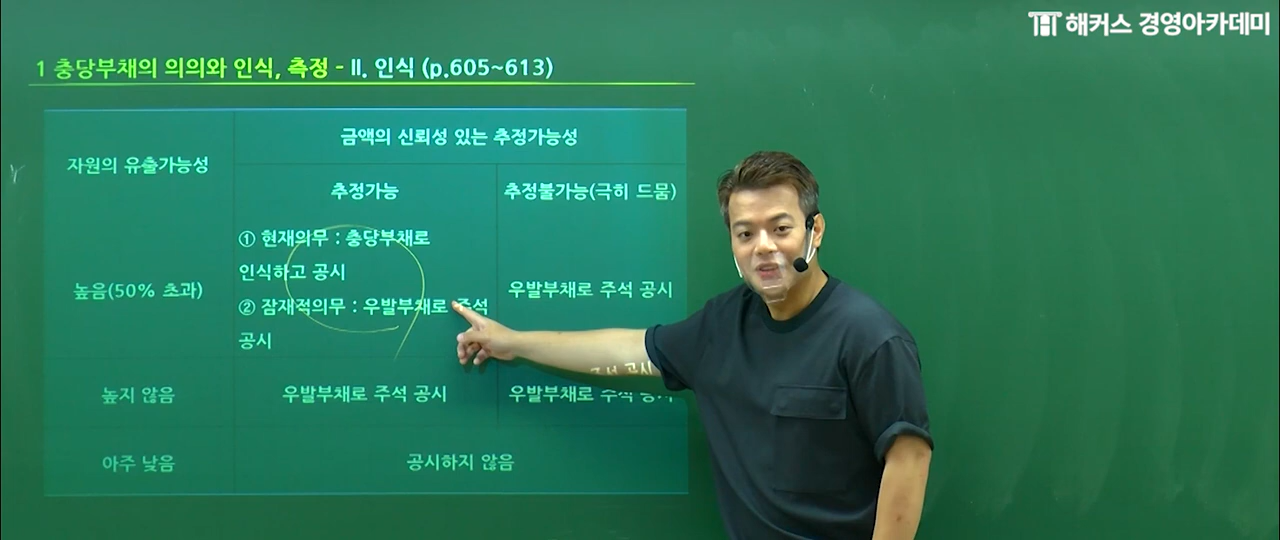 해커스 경영아카데미
1 충당부채의 의의와 인식, 측정 - II. 인식 (p.605~613)
자원의 유출가능성
금액의 신뢰성 있는 추정가능성
추정가능
추정불가능(극히 드뭄)
높음(50% 초과)
① 현재의무 : 충당부채로
인식하고 공시
② 잠재적의무 : 우발부채로 주석
공시
우발부채로 주석 공시
높지 않음
우발부채로 주석 공시
우발부채로 주석 공시
아주 낮음
공시하지 않음